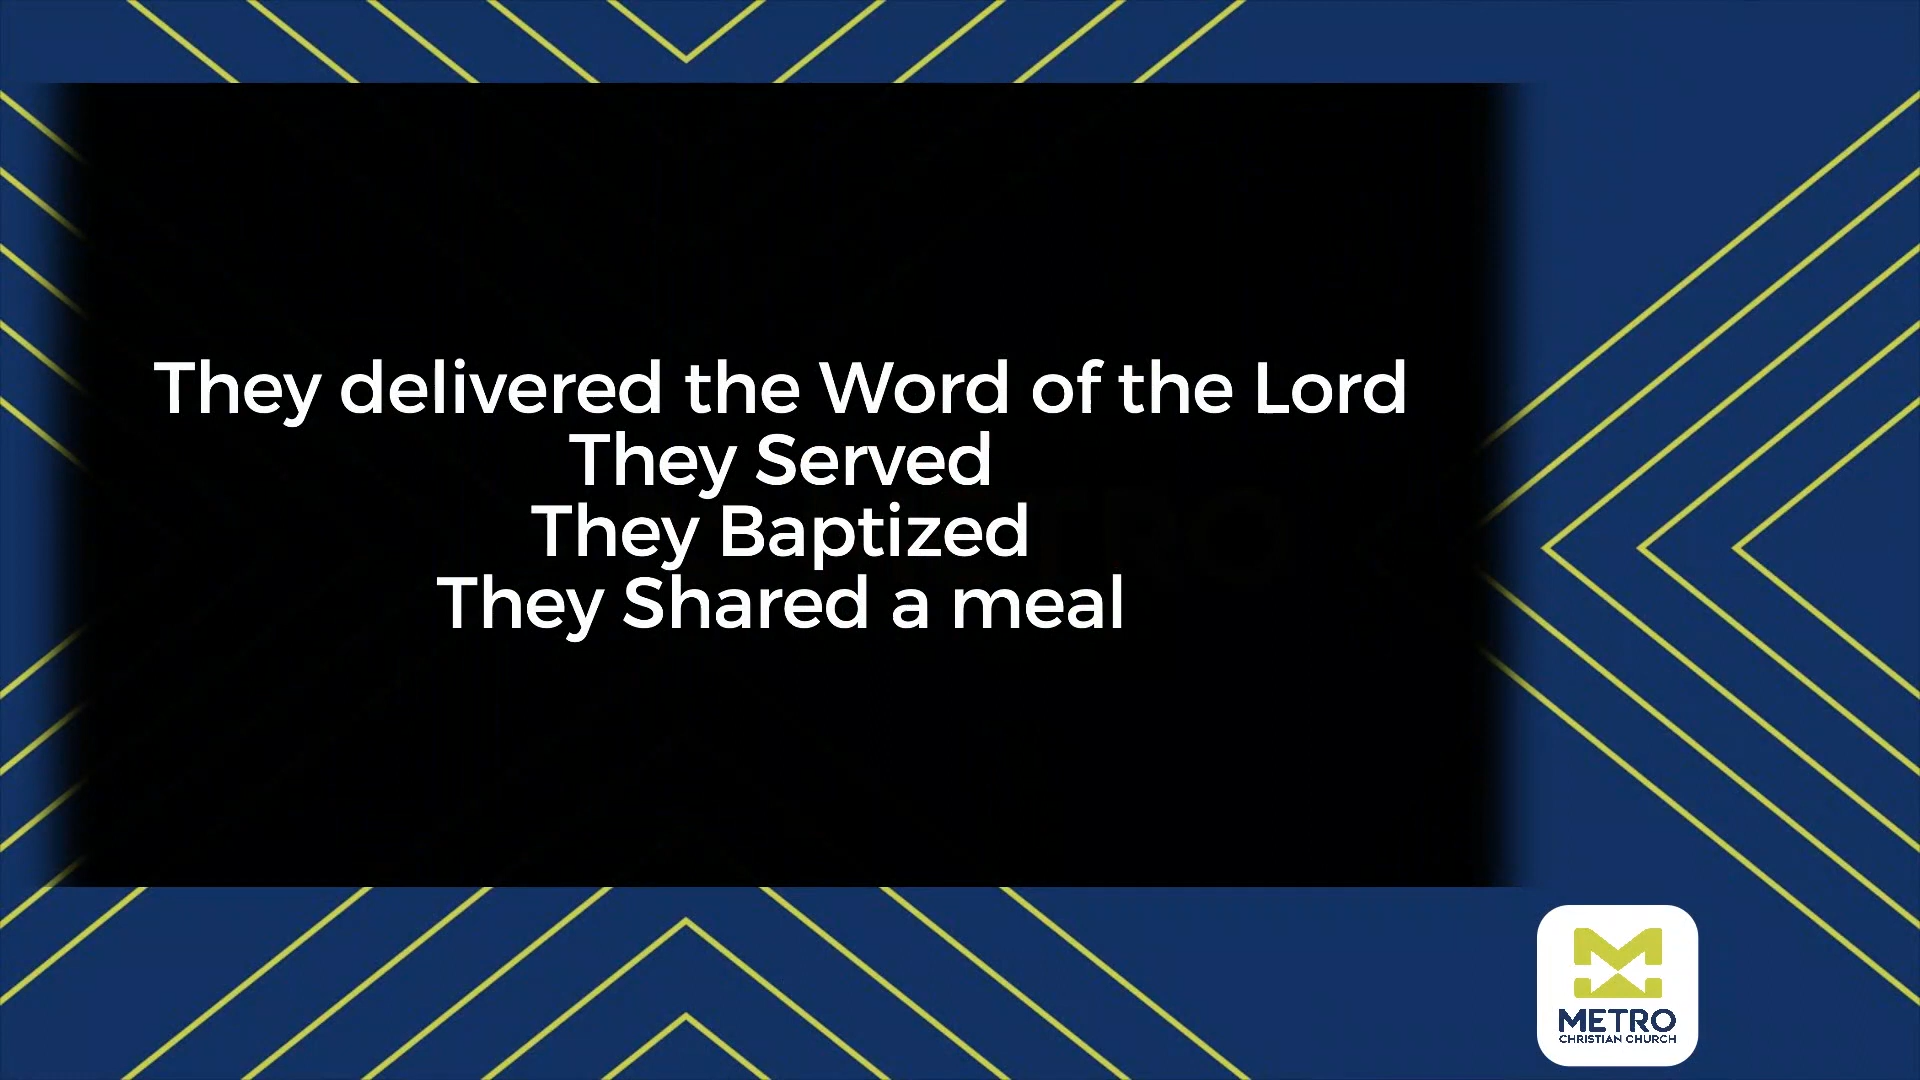 They delivered the Word of the Lord
They Served
They Baptized
They Shared a meal
METRO
CHRISTIAN CHURCH